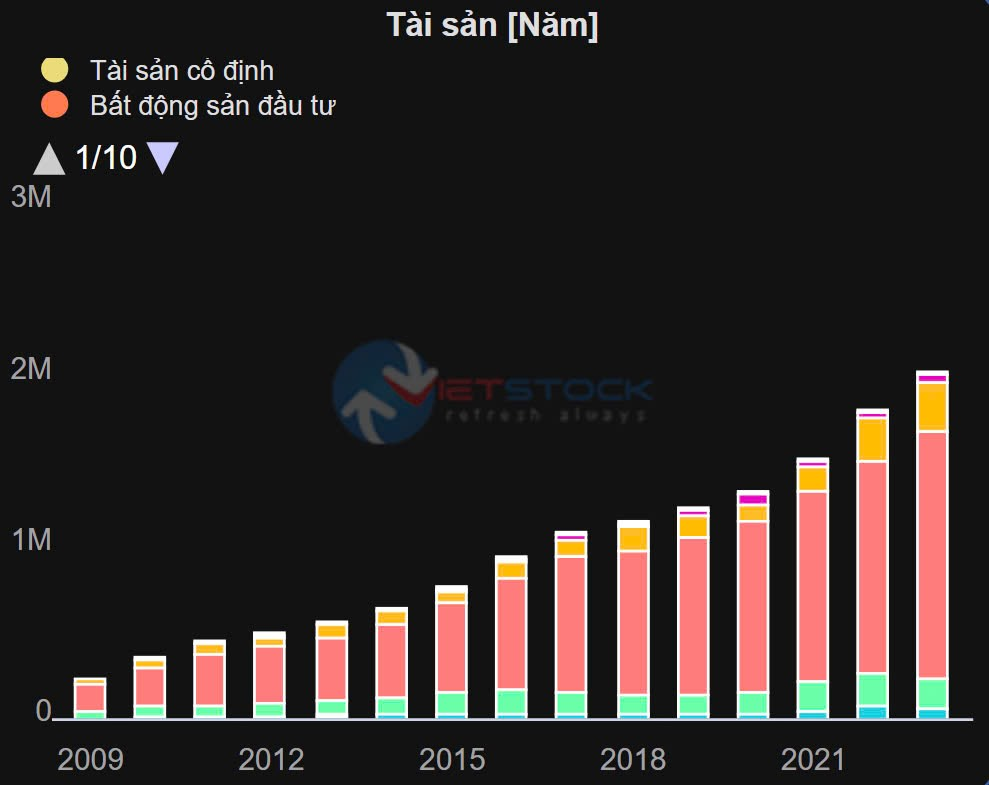 Tài sản [Năm]
Tài sản cố định
Bất động sản đầu tư
1/10
3M
2M
1M
0
VIETSTOCK
refresh always
2009 2012 2015 2018 2021